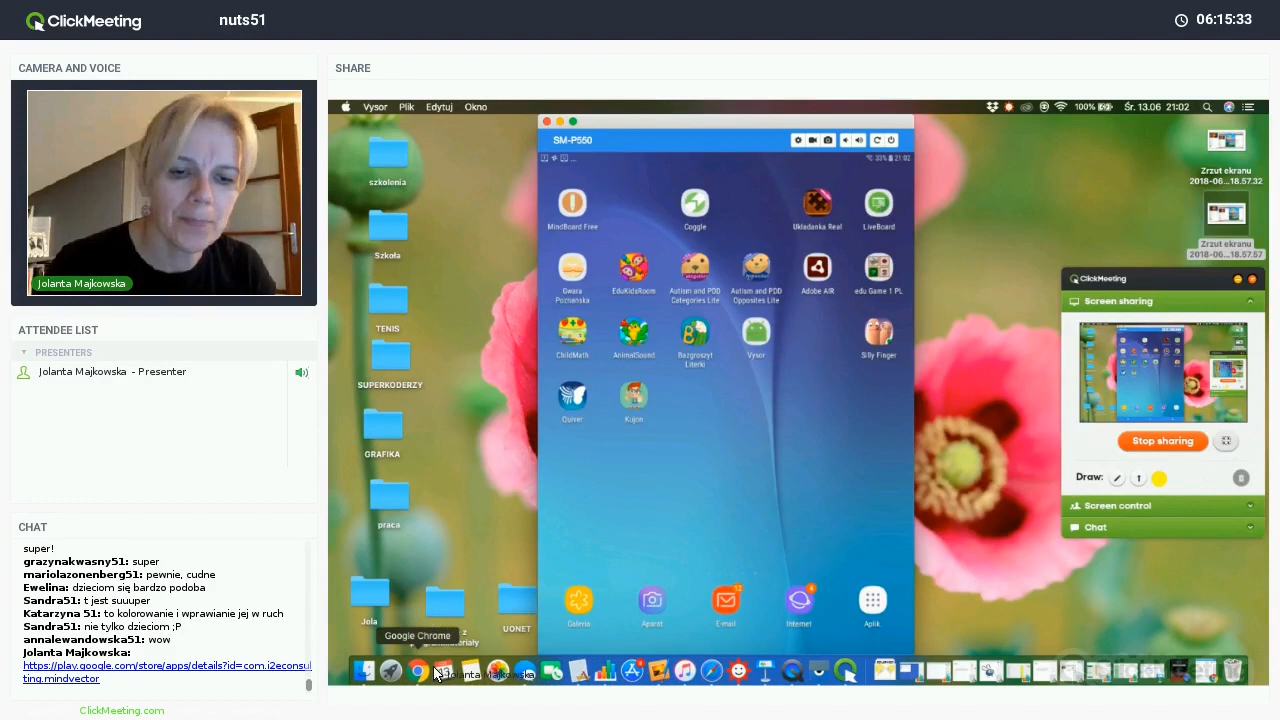 ClickMeeting
nuts51
06:15:33
CAMERA AND VOICE
Jolanta Majkowska
ATTENDEE LIST
PRESENTERS
Jolanta Majkowska - Presenter
CHAT
super!
grazynakwasny51: super
mariolazonenberg51: pewnie, cudne
Ewelina: dzieciom się bardzo podoba
Sandra51: t jest suuuper
Katarzyna 51: to kolorowanie i wprawianie jej w ruch
Sandra51: nie tylko dzieciom ;P
annalewandowska51: wow
Jolanta Majkowska:
https://play.google.com/store/apps/details?id=com.i2econsul
ting.mindvector
ClickMeeting.com
SHARE
Vysor Plik Edytuj Okno
100% Śr. 13.06 21:02
szkolenia
Szkoła
TENIS
SUPERKODERZY
GRAFIKA
praca
Jola
UONET
Google Chrome
Jolanta Majkowska
SM-P550
33% 21:02
MindBoard Free
Coggle
Układanka Real
LiveBoard
Gwara
Poznańska
EduKidsRoom
Autism and PDD
Categories Lite
Autism and PDD
Opposites Lite
Adobe AIR
edu Game 1 PL
ChildMath
AnimalSound
Bazgroszyt
Literki
Vysor
Silly Finger
Quiver
Kujon
Galeria
Aparat
E-mail
Internet
Aplik.
Zrzut ekranu
2018-06...18.57.32
Zrzut ekranu
2018-06...18.57.57
ClickMeeting
Screen sharing
Stop sharing
Draw:
Screen control
Chat